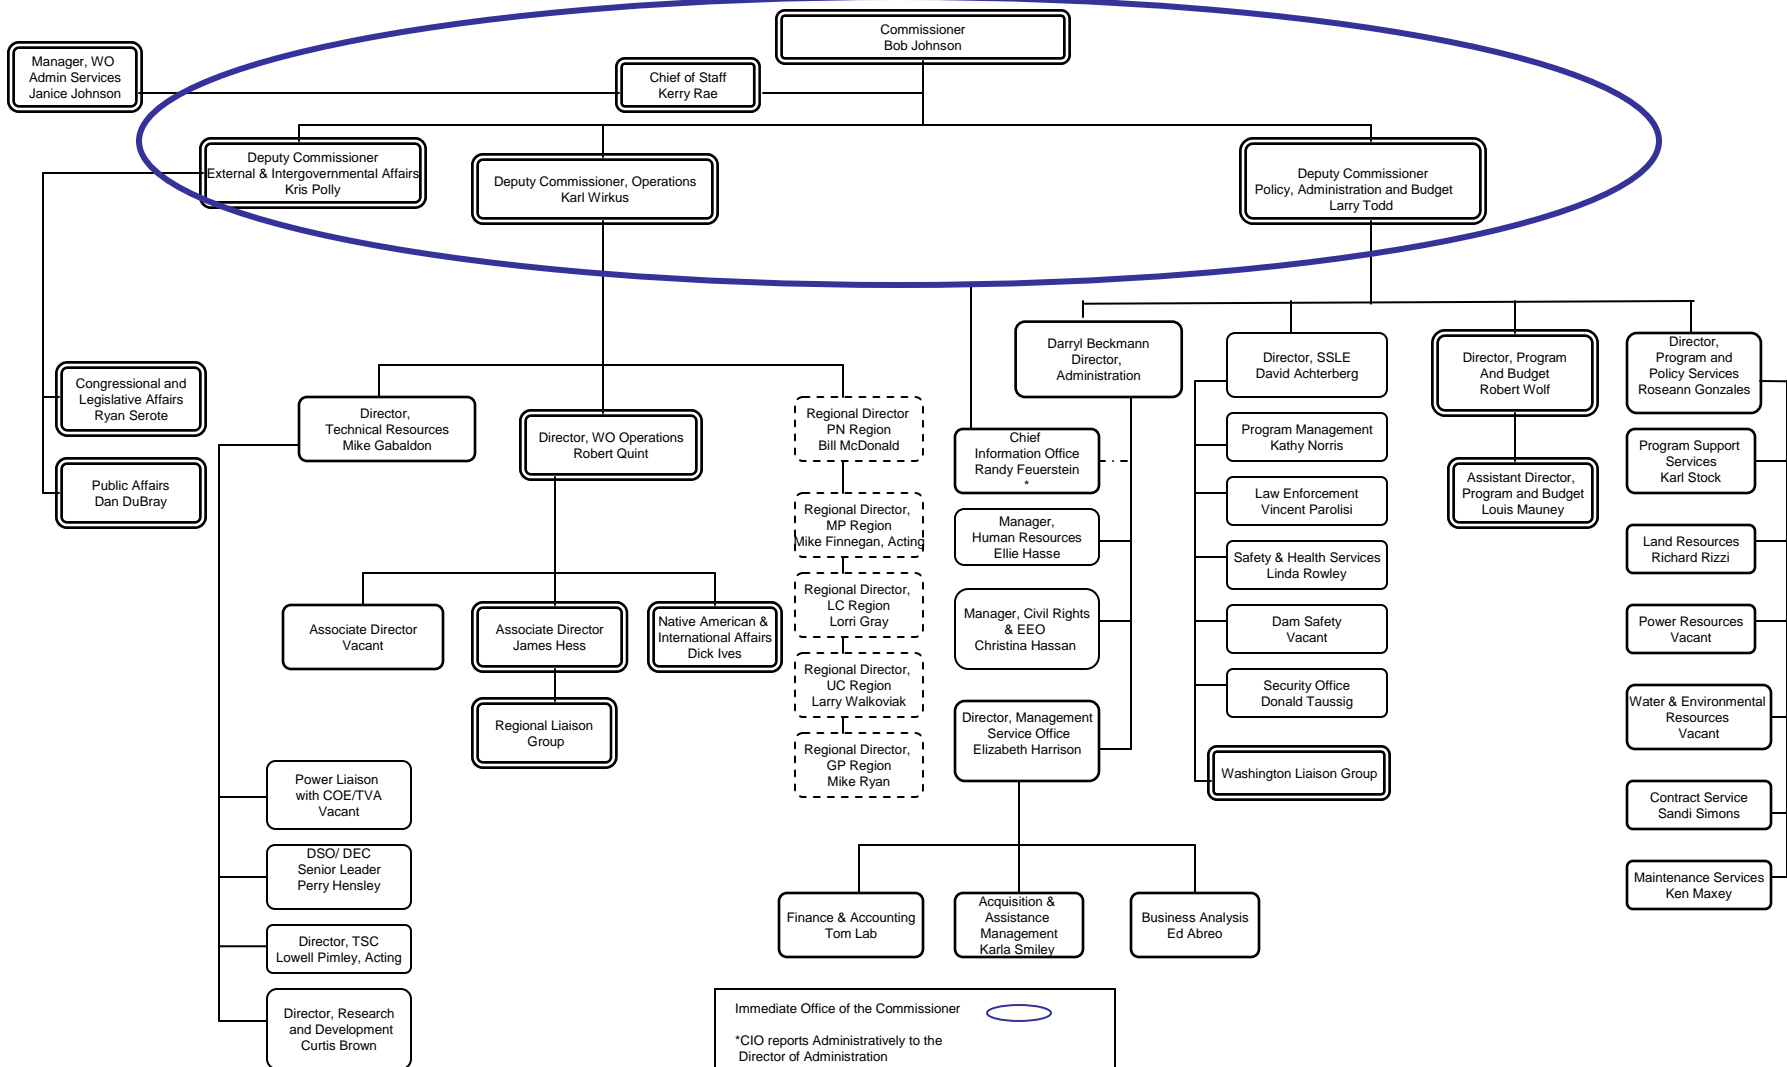 Commissioner
Bob Johnson
Manager, WO
Admin Services
Janice Johnson
Chief of Staff
Kerry Rae
Deputy Commissioner
External & Intergovernmental Affairs
Kris Polly
Deputy Commissioner, Operations
Karl Wirkus
Deputy Commissioner
Policy, Administration and Budget
Larry Todd
Congressional and
Legislative Affairs
Ryan Serote
Public Affairs
Dan DuBray
Director,
Technical Resources
Mike Gabaldon
Director, WO Operations
Robert Quint
Regional Director
PN Region
Bill McDonald
Regional Director,
MP Region
Mike Finnegan, Acting
Regional Director,
LC Region
Lorri Gray
Regional Director,
UC Region
Larry Walkoviak
Regional Director,
GP Region
Mike Ryan
Associate Director
Vacant
Associate Director
James Hess
Native American &
International Affairs
Dick Ives
Regional Liaison
Group
Power Liaison
with COE/TVA
Vacant
DSO/ DEC
Senior Leader
Perry Hensley
Director, TSC
Lowell Pimley, Acting
Director, Research
and Development
Curtis Brown
Darryl Beckmann
Director,
Administration
Chief
Information Office
Randy Feuerstein
*
Manager,
Human Resources
Ellie Hasse
Manager, Civil Rights
& EEO
Christina Hassan
Director, Management
Service Office
Elizabeth Harrison
Finance & Accounting
Tom Lab
Acquisition &
Assistance
Management
Karla Smiley
Business Analysis
Ed Abreo
Director, SSLE
David Achterberg
Program Management
Kathy Norris
Law Enforcement
Vincent Parolisi
Safety & Health Services
Linda Rowley
Dam Safety
Vacant
Security Office
Donald Taussig
Washington Liaison Group
Director, Program
And Budget
Robert Wolf
Assistant Director,
Program and Budget
Louis Mauney
Director,
Program and
Policy Services
Roseann Gonzales
Program Support
Services
Karl Stock
Land Resources
Richard Rizzi
Power Resources
Vacant
Water & Environmental
Resources
Vacant
Contract Service
Sandi Simons
Maintenance Services
Ken Maxey
Immediate Office of the Commissioner
*CIO reports Administratively to the
Director of Administration